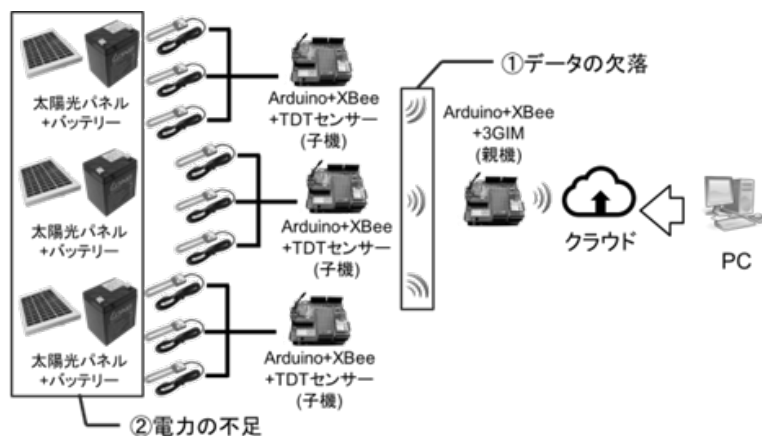 太陽光パネル
+バッテリー
太陽光パネル
+バッテリー
太陽光パネル
+バッテリー
②電力の不足
Arduino+XBee
+TDTセンサー
(子機)
Arduino+XBee
+TDTセンサー
(子機)
Arduino+XBee
+TDTセンサー
(子機)
①データの欠落
Arduino+XBee
+3GIM
(親機)
クラウド
PC